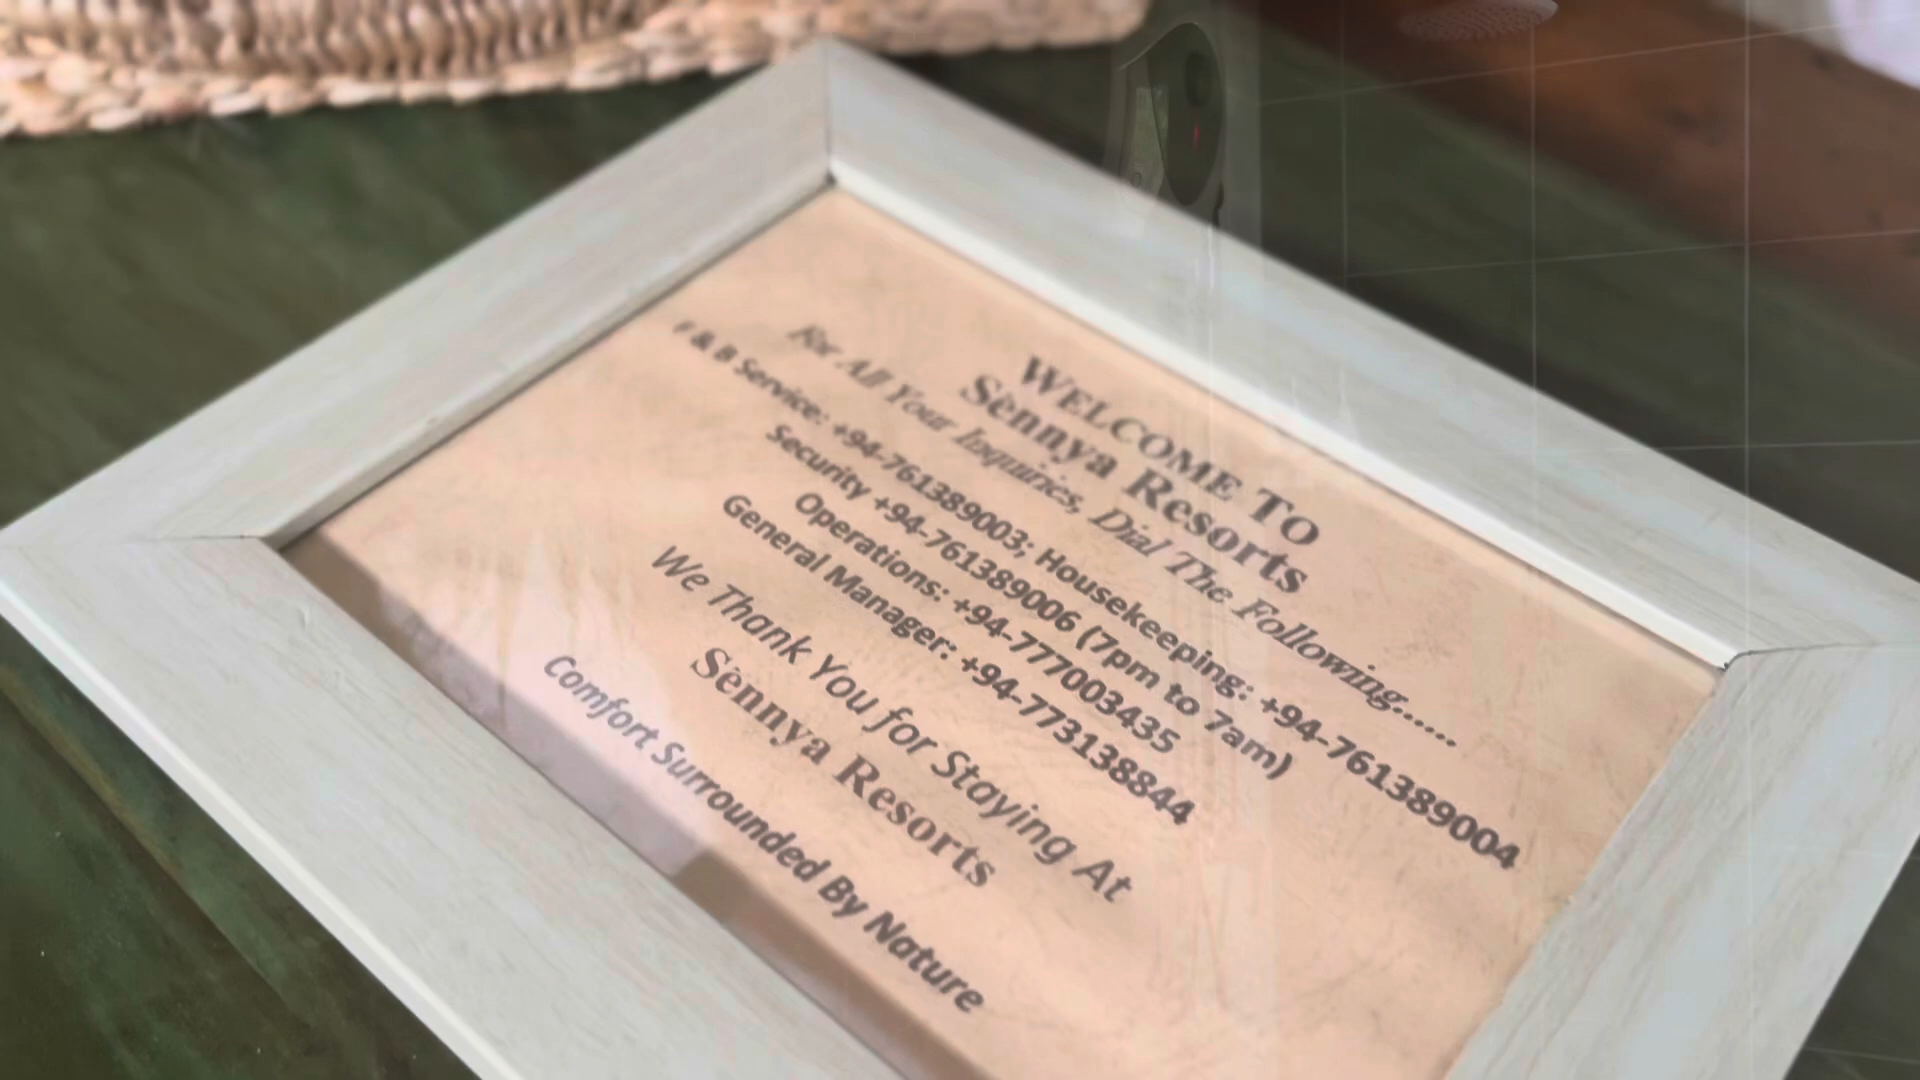 WELCOME TO
Sènnya Resorts
For All Your Inquiries, Dial The Following......
F & B Service: +94-761389003; Housekeeping: +94-761389004
Security +94-761389006 (7pm to 7am)
Operations: +94-777003435
General Manager: +94-773138844
We Thank You for Staying At
Sènnya Resorts
Comfort Surrounded By Nature